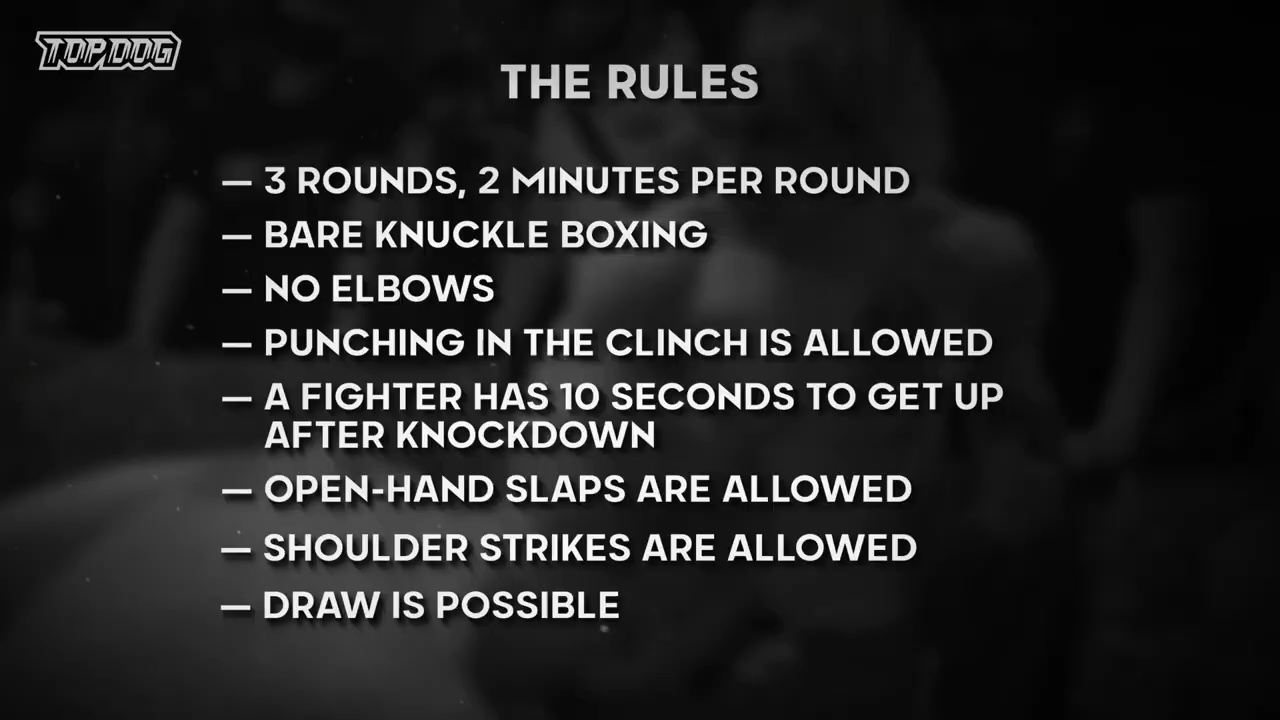 TOP DOG
THE RULES
— 3 ROUNDS, 2 MINUTES PER ROUND
— BARE KNUCKLE BOXING
— NO ELBOWS
— PUNCHING IN THE CLINCH IS ALLOWED
— A FIGHTER HAS 10 SECONDS TO GET UP
AFTER KNOCKDOWN
— OPEN-HAND SLAPS ARE ALLOWED
— SHOULDER STRIKES ARE ALLOWED
— DRAW IS POSSIBLE